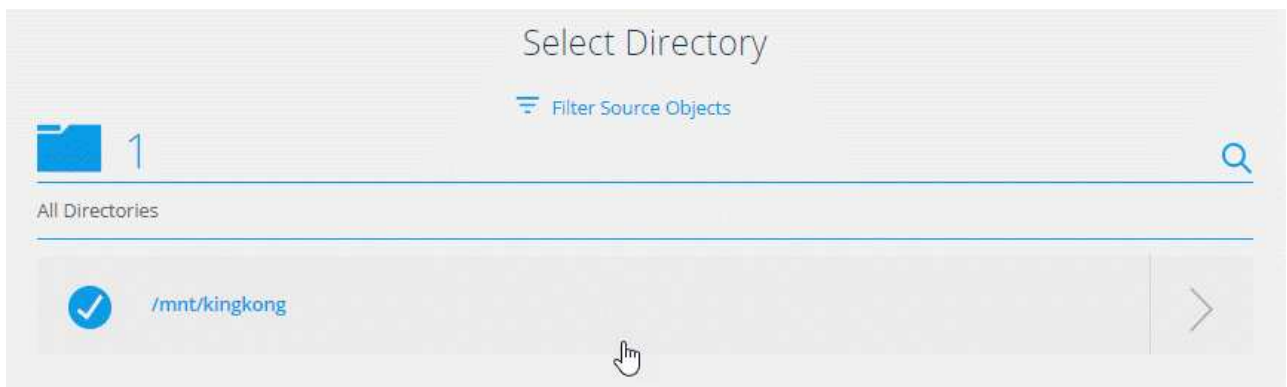 Select Directory
Filter Source Objects
1
All Directories
/mnt/kingkong